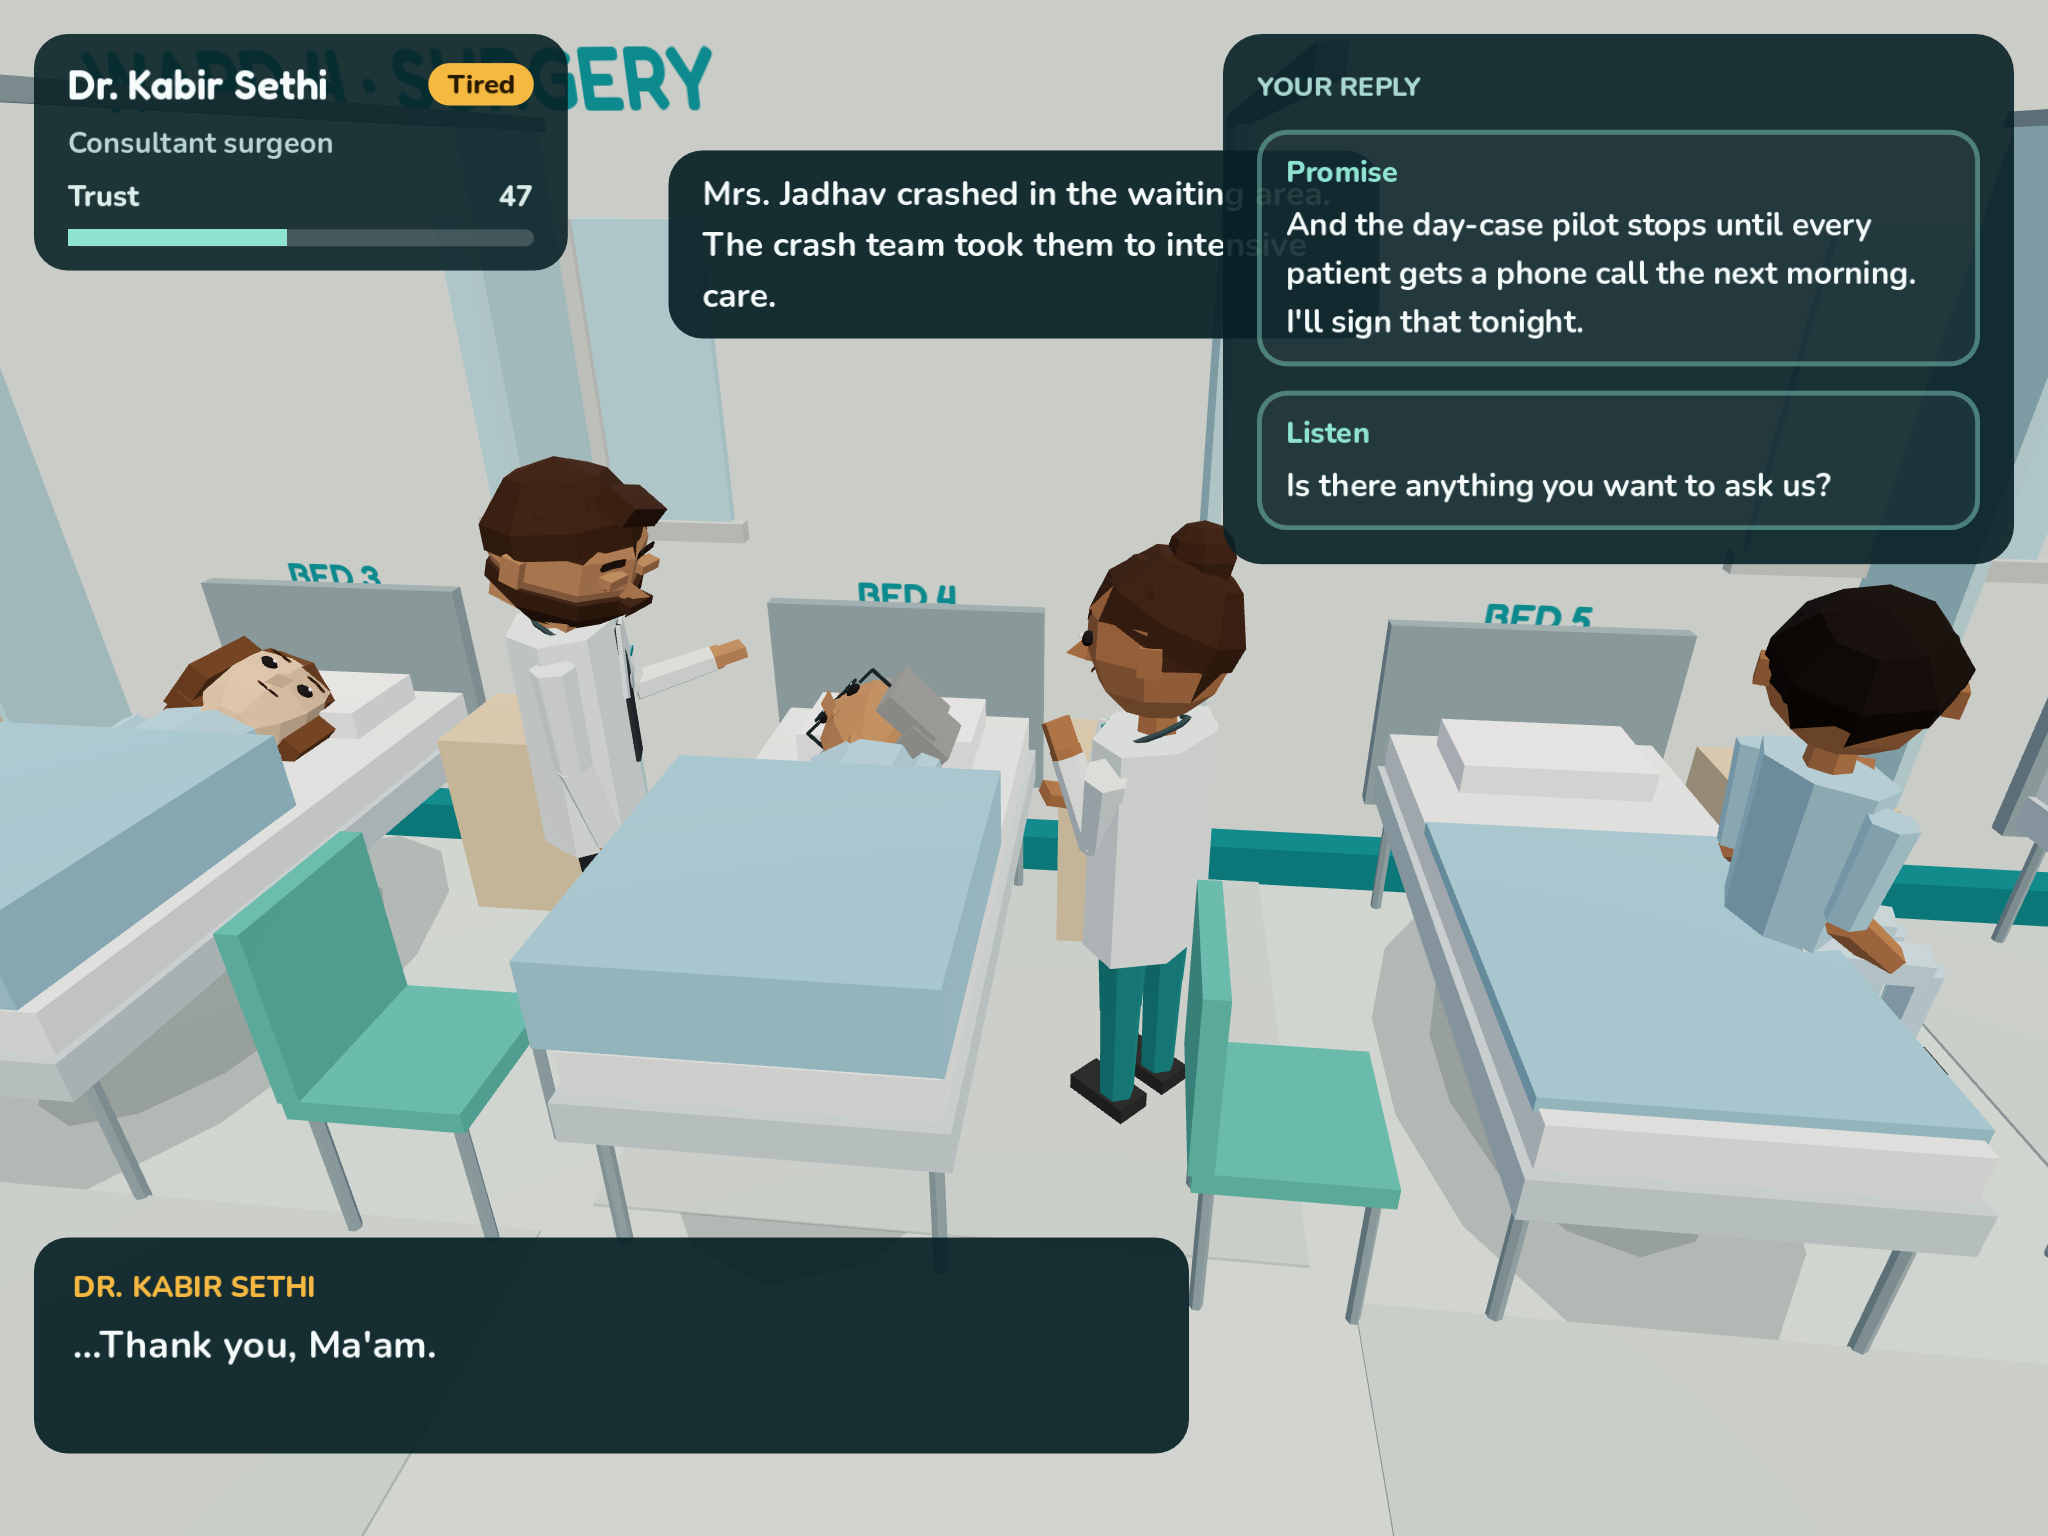 WARD 4 · SURGERY
Dr. Kabir Sethi
Tired
Consultant surgeon
Trust
47
Mrs. Jadhav crashed in the waiting area.
The crash team took them to intensive
care.
YOUR REPLY
Promise
And the day-case pilot stops until every
patient gets a phone call the next morning.
I'll sign that tonight.
Listen
Is there anything you want to ask us?
BED 3
BED 4
BED 5
DR. KABIR SETHI
...Thank you, Ma'am.